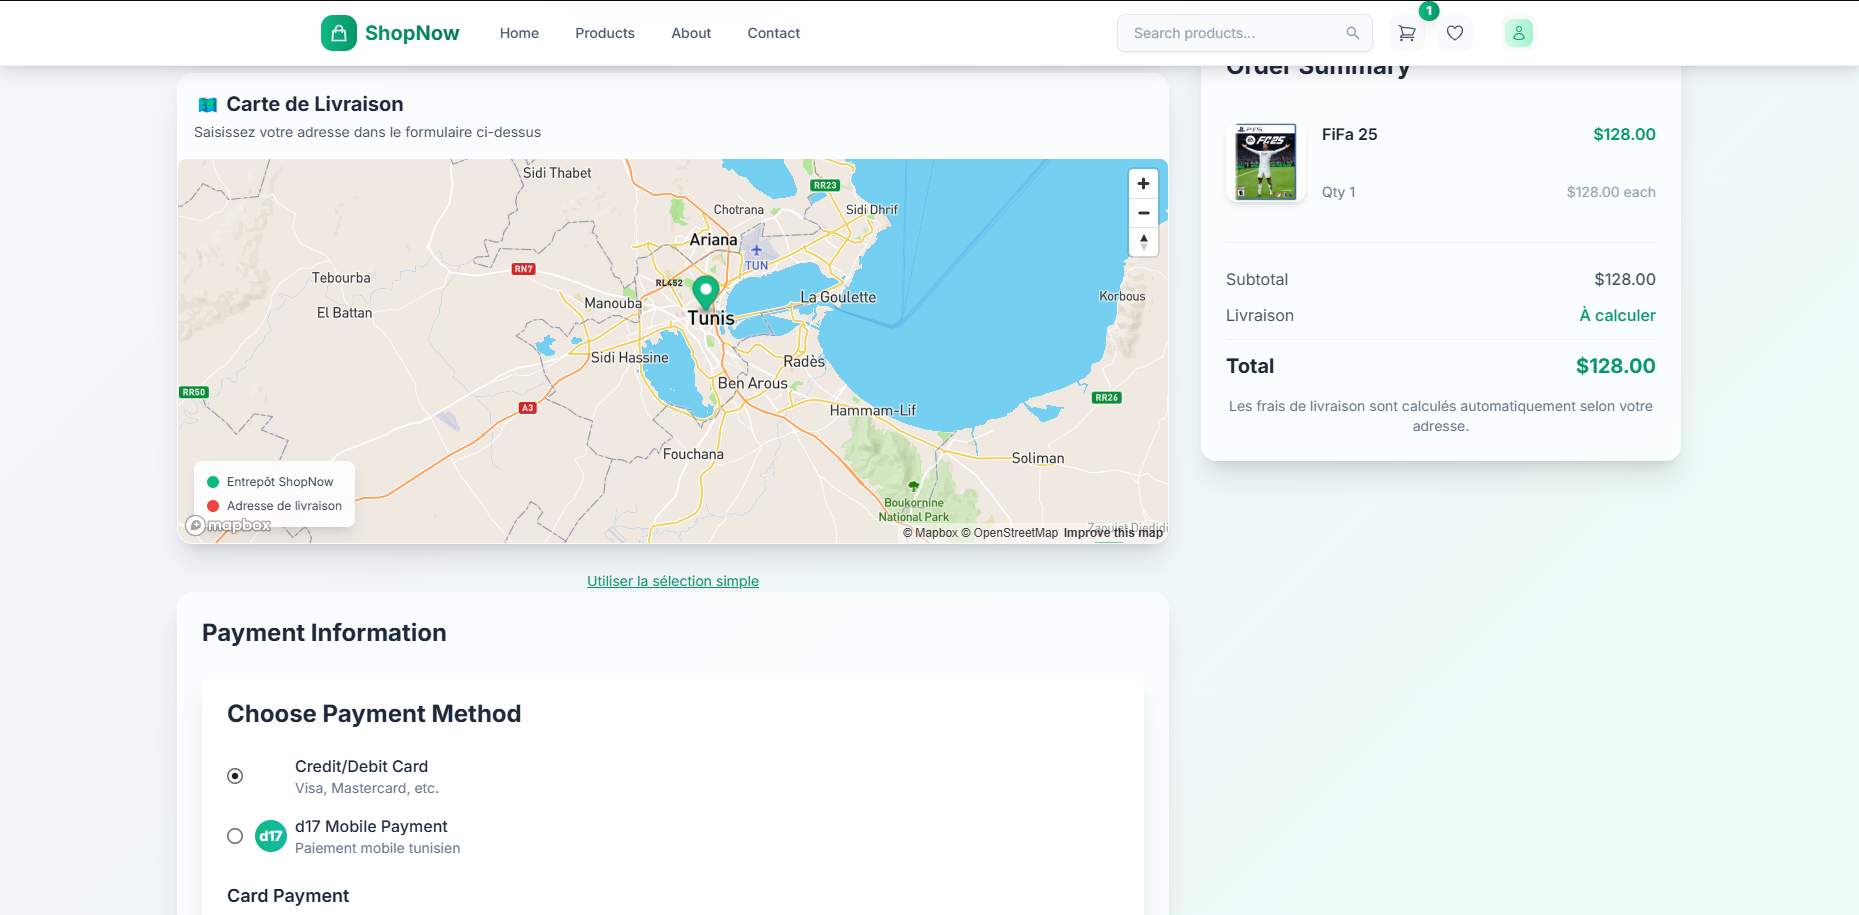 ShopNow
Home
Products
About
Contact
Search products...
1
Carte de Livraison
Saisissez votre adresse dans le formulaire ci-dessus
Sidi Thabet
RR23
Chotrana
Sidi Dhrif
Ariana
TUN
Tebourba
RN7
RL452
Manouba
La Goulette
Korbous
El Battan
Tunis
Sidi Hassine
Radès
Ben Arous
RR50
RR26
A3
Hammam-Lif
Fouchana
Soliman
Boukornine
National Park
Zaouiet Djedidi
Entrepôt ShopNow
Adresse de livraison
mapbox
© Mapbox © OpenStreetMap Improve this map
Utiliser la sélection simple
Payment Information
Choose Payment Method
Credit/Debit Card
Visa, Mastercard, etc.
d17
d17 Mobile Payment
Paiement mobile tunisien
Card Payment
Order Summary
PS5
FC25
FiFa 25
$128.00
Qty 1
$128.00 each
Subtotal
$128.00
Livraison
À calculer
Total
$128.00
Les frais de livraison sont calculés automatiquement selon votre
adresse.